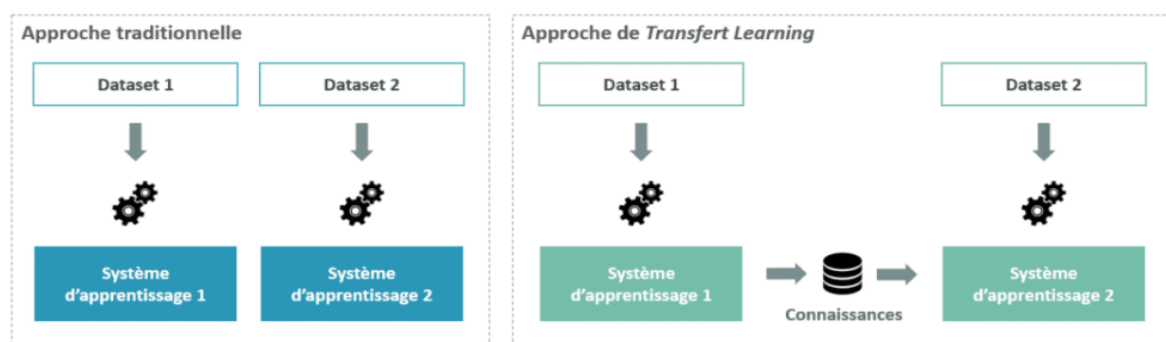 Approche traditionnelle
Dataset 1
Dataset 2
Système
d'apprentissage 1
Système
d'apprentissage 2
Approche de Transfert Learning
Dataset 1
Dataset 2
Système
d'apprentissage 1
Connaissances
Système
d'apprentissage 2